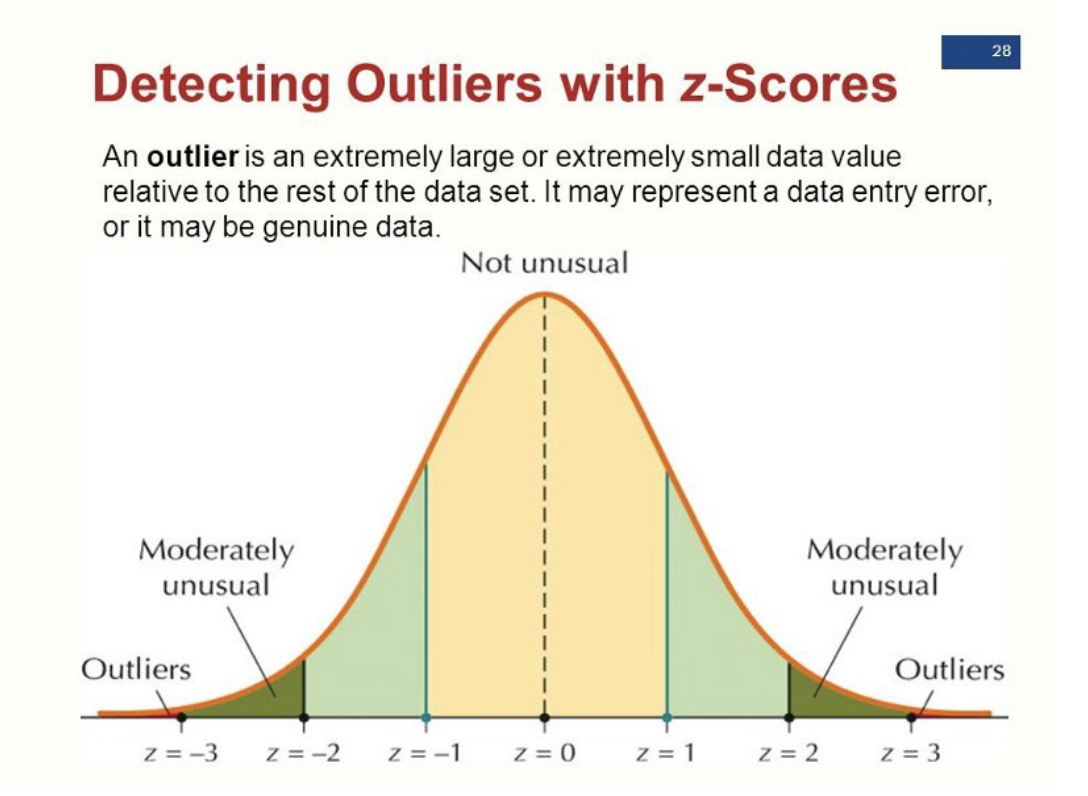 28
Detecting Outliers with z-Scores
An outlier is an extremely large or extremely small data value
relative to the rest of the data set. It may represent a data entry error,
or it may be genuine data.
Not unusual
Moderately
unusual
Moderately
unusual
Outliers
Outliers
z = –3 z = –2 z = –1 z = 0 z = 1 z = 2 z = 3